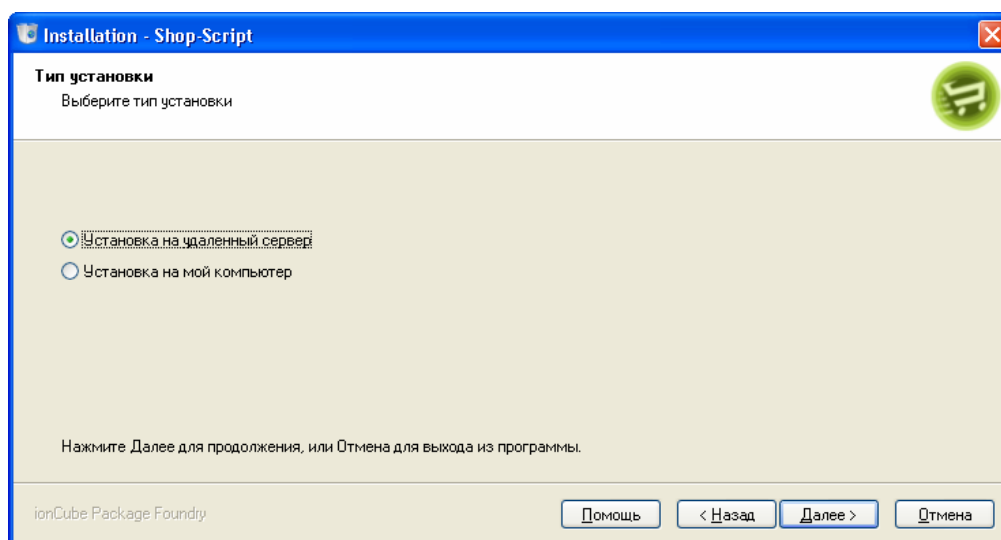 Installation - Shop-Script
Тип установки
Выберите тип установки
Установка на удаленный сервер
Установка на мой компьютер
Нажмите Далее для продолжения, или Отмена для выхода из программы.
ionCube Package Foundry
Помощь < Назад Далее > Отмена